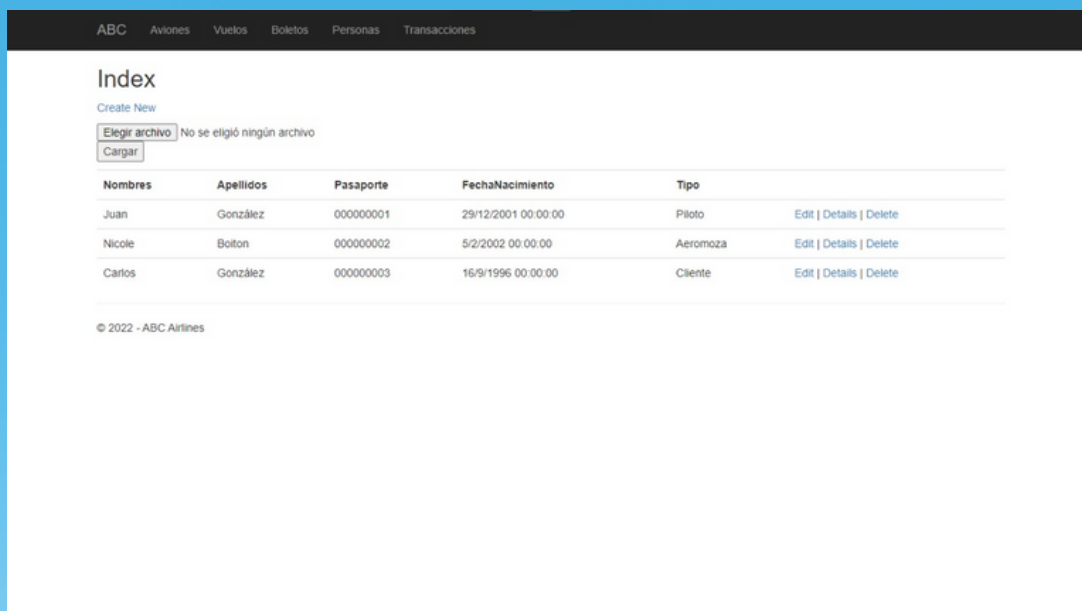 ABC Aviones Vuelos Boletos Personas Transacciones
Index
Create New
Elegir archivo No se eligió ningún archivo
Cargar
Nombres Apellidos Pasaporte FechaNacimiento Tipo
Juan González 000000001 29/12/2001 00:00:00 Piloto Edit | Details | Delete
Nicole Boiton 000000002 5/2/2002 00:00:00 Aeromoza Edit | Details | Delete
Carlos González 000000003 16/9/1996 00:00:00 Cliente Edit | Details | Delete
© 2022 - ABC Airlines